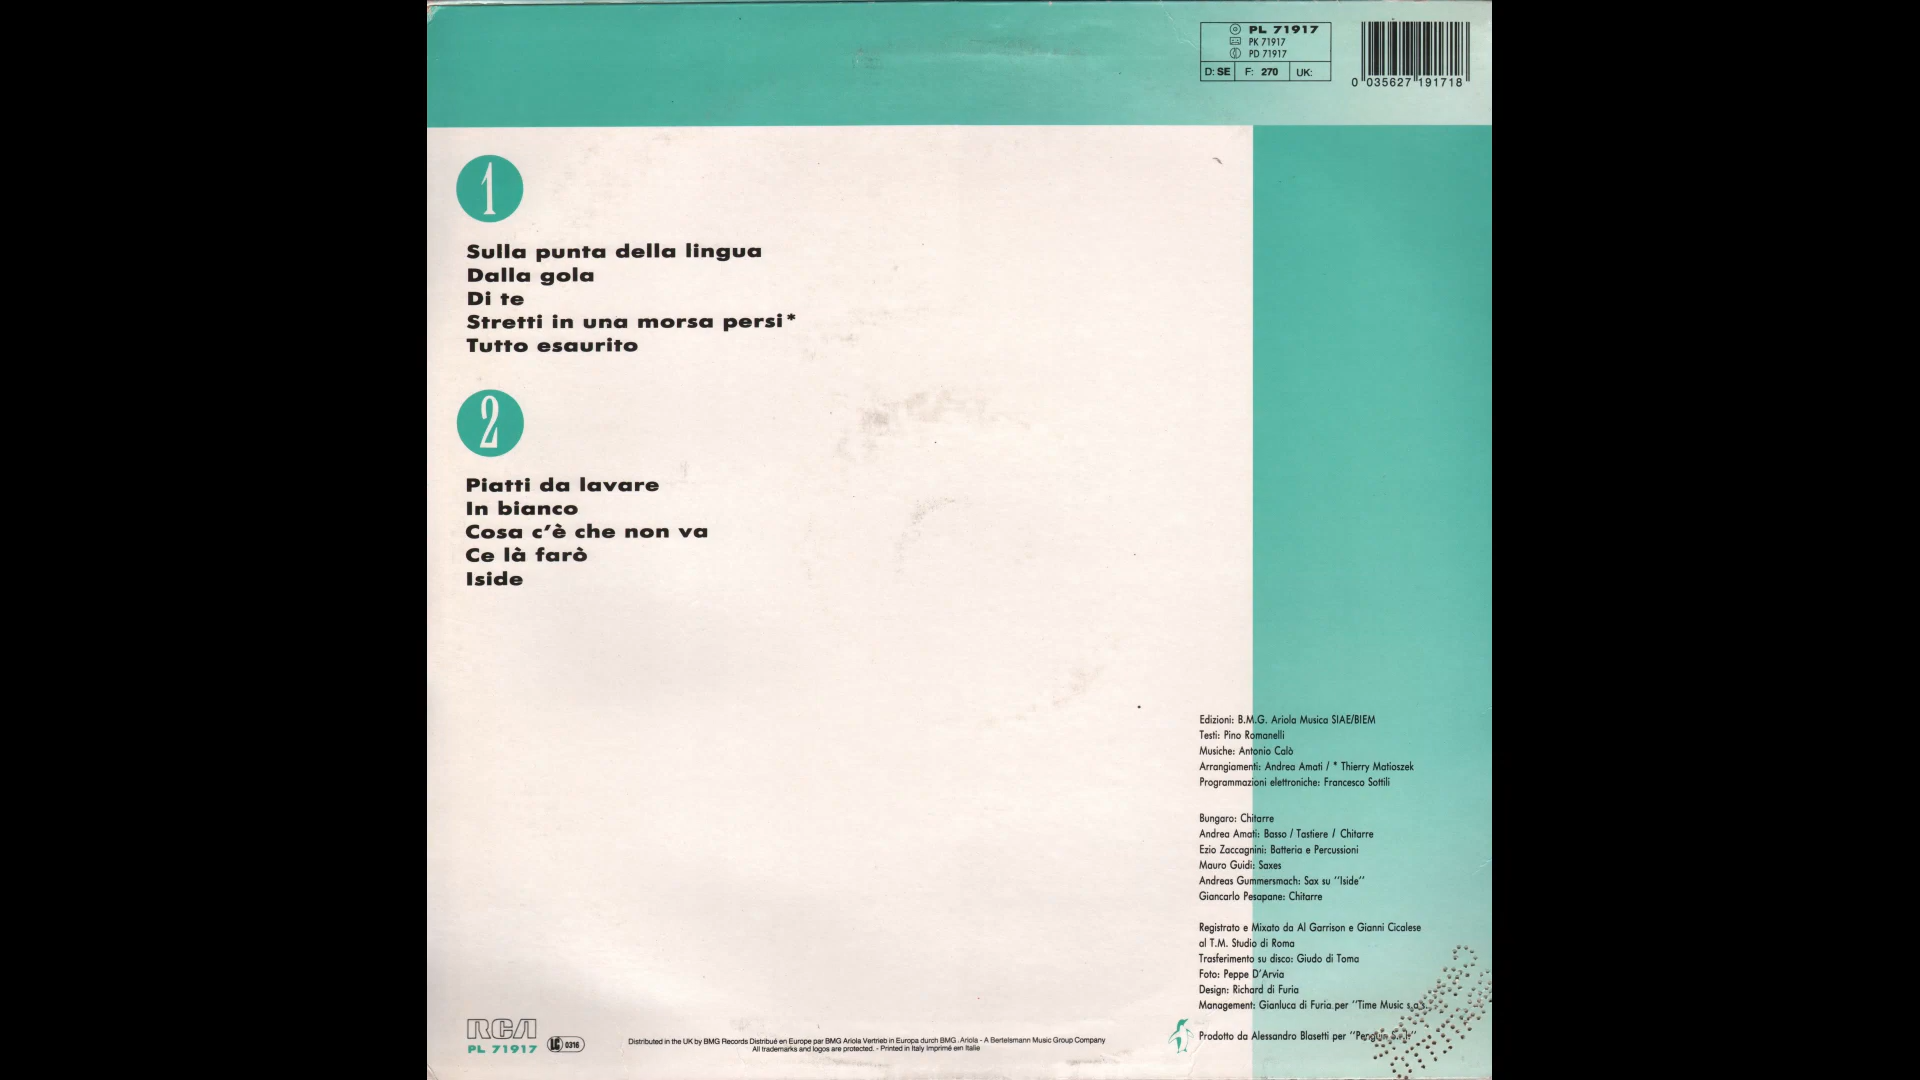 PL 71917
PK 71917
PD 71917
D: SE F: 270 UK:
0 035627 191718
1
Sulla punta della lingua
Dalla gola
Di te
Stretti in una morsa persi*
Tutto esaurito
2
Piatti da lavare
In bianco
Cosa c'è che non va
Ce là farò
Iside
Edizioni: B.M.G. Ariola Musica SIAE/BIEM
Testi: Pino Romanelli
Musiche: Antonio Calò
Arrangiamenti: Andrea Amati / * Thierry Matioszek
Programmazioni elettroniche: Francesco Sottili
Bungaro: Chitarre
Andrea Amati: Basso / Tastiere / Chitarre
Ezio Zaccagnini: Batteria e Percussioni
Mauro Guidi: Saxes
Andreas Gummersmach: Sax su ''Iside''
Giancarlo Pesapane: Chitarre
Registrato e Mixato da Al Garrison e Gianni Cicalese
al T.M. Studio di Roma
Trasferimento su disco: Giudo di Toma
Foto: Peppe D'Arvia
Design: Richard di Furia
Management: Gianluca di Furia per ''Time Music s.a.s.
Prodotto da Alessandro Blasetti per ''Penguin S.r.l.''
RCA
PL 71917
LC 0316
Distributed in the UK by BMG Records Distribué en Europe par BMG Ariola Vertrieb in Europa durch BMG Ariola - A Bertelsmann Music Group Company
All trademarks and logos are protected. - Printed in Italy Imprimé em Italie